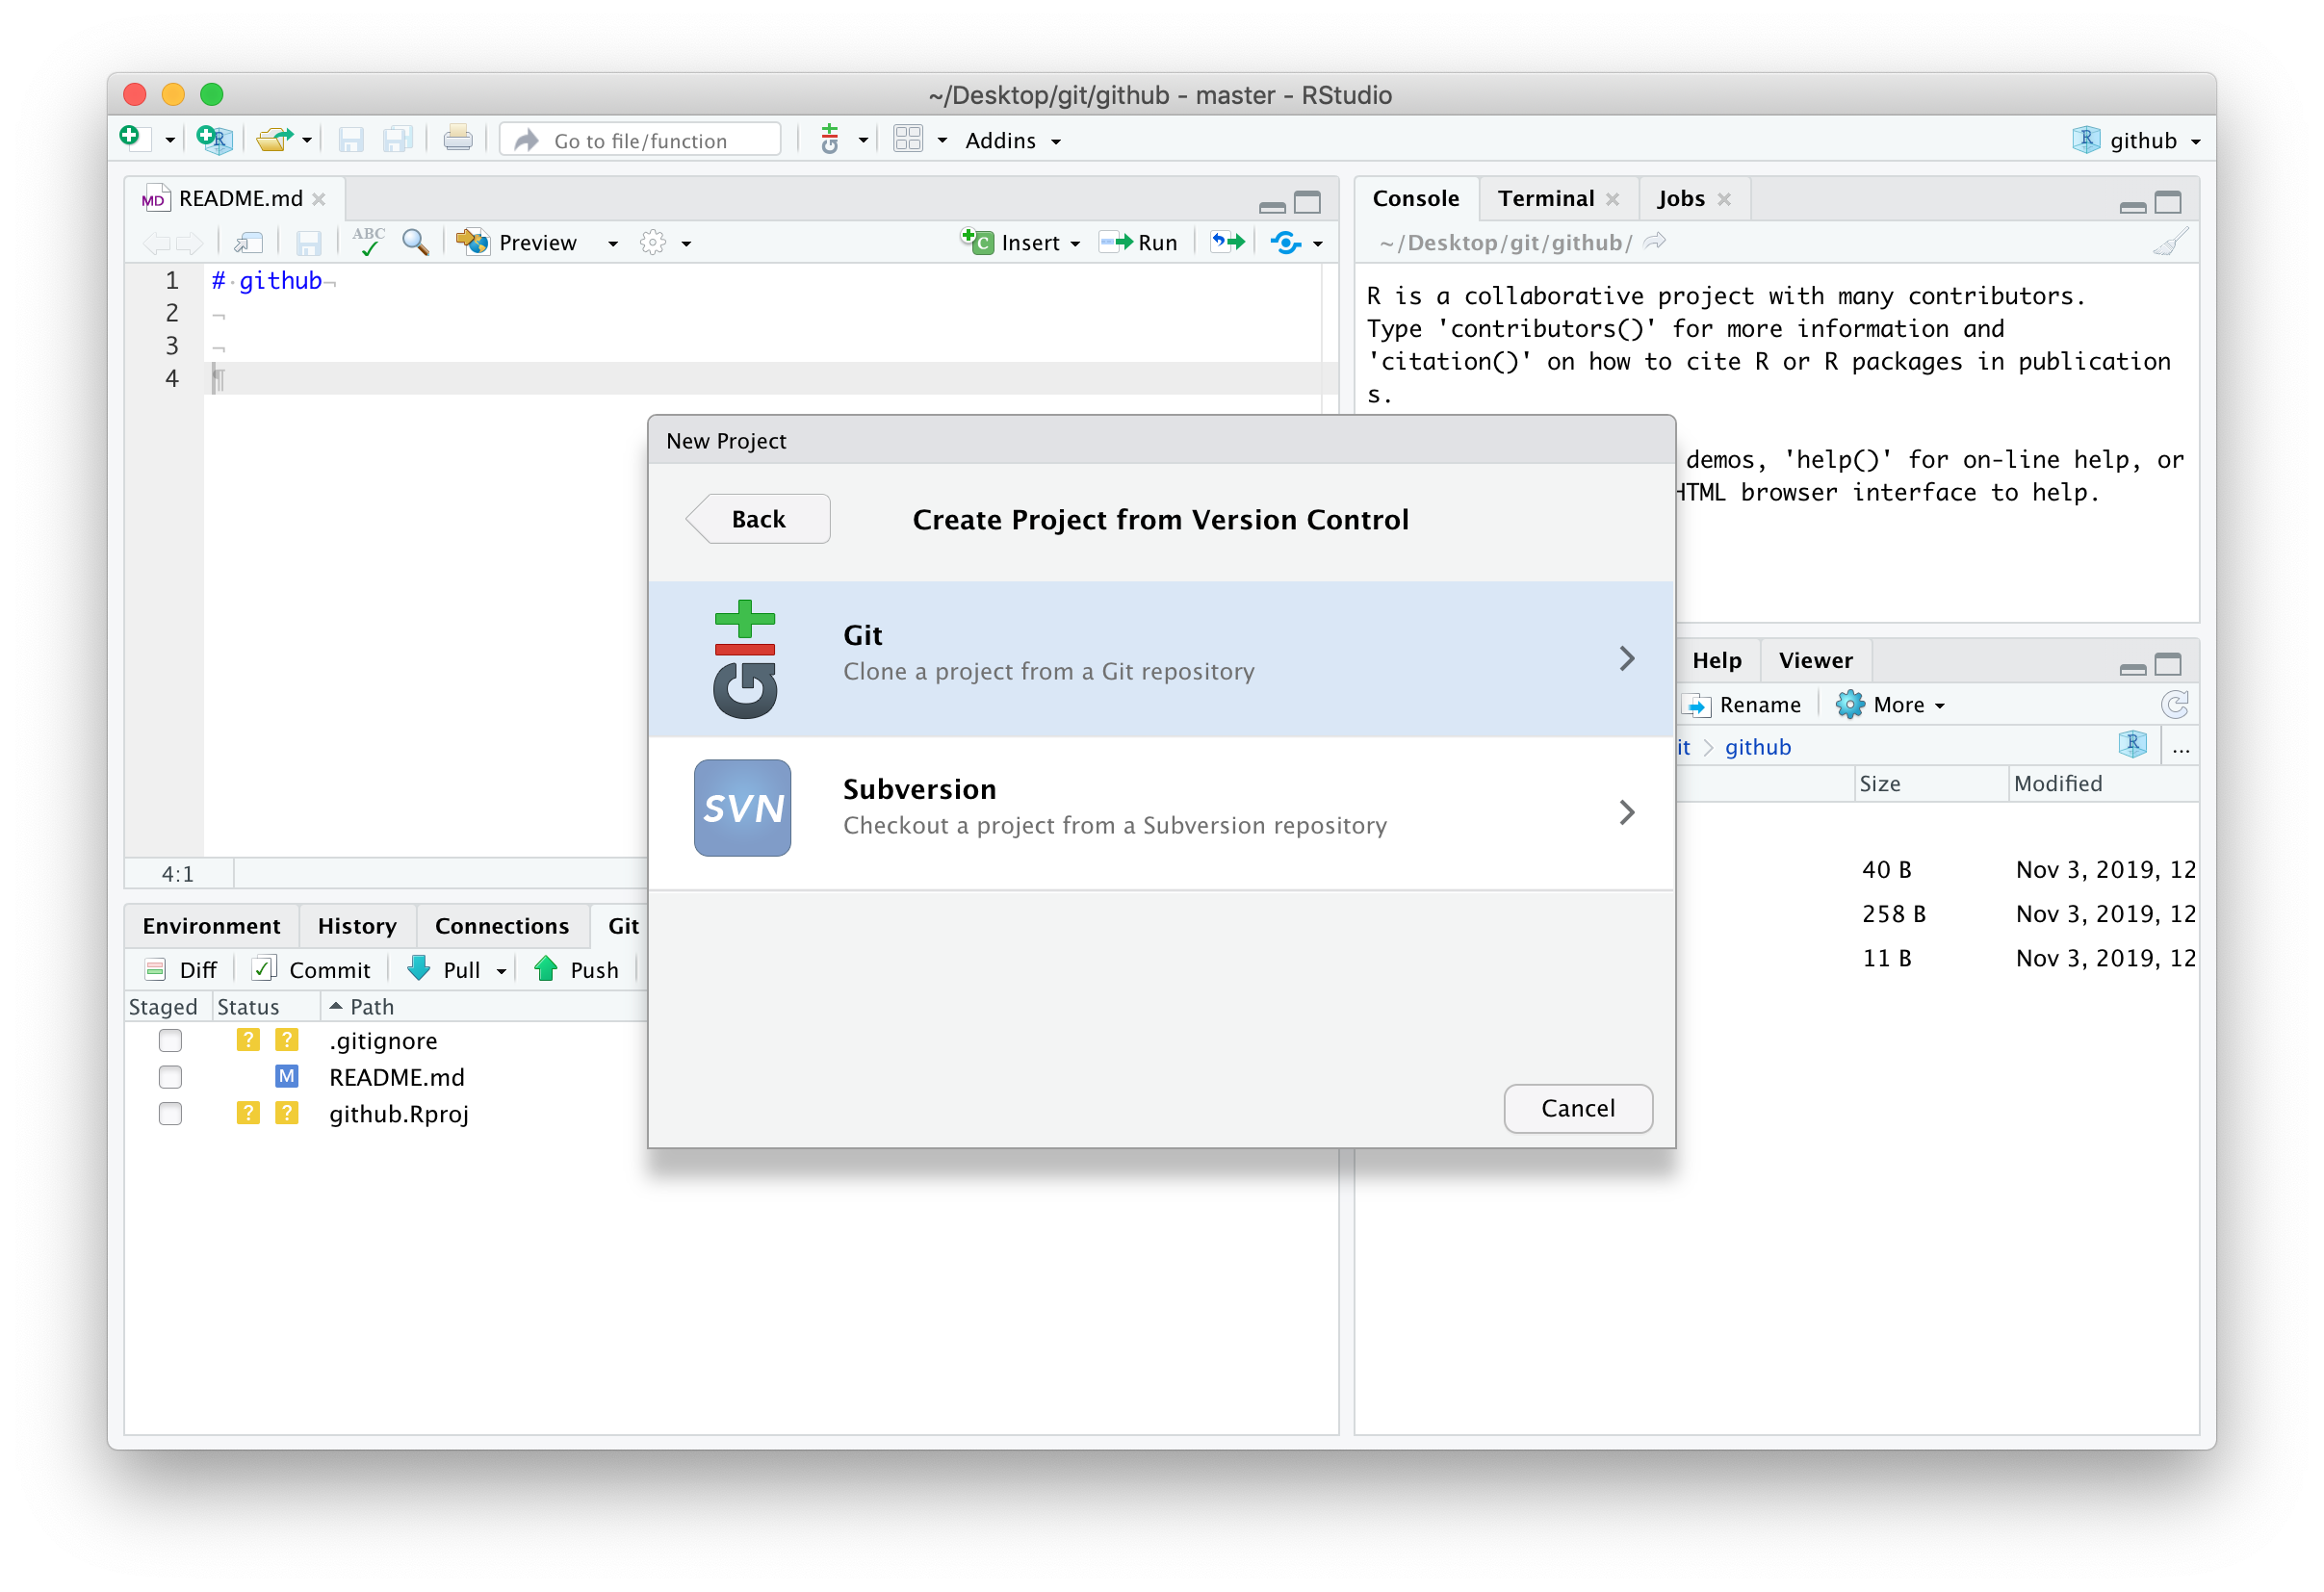 ~/Desktop/git/github - master - RStudio
Go to file/function
Addins
github
README.md
ABC
Preview
Insert
Run
1 # github
2
3
4
4:1
Console Terminal Jobs
~/Desktop/git/github/
R is a collaborative project with many contributors.
Type 'contributors()' for more information and
'citation()' on how to cite R or R packages in publication
s.
demos, 'help()' for on-line help, or
HTML browser interface to help.
New Project
Back
Create Project from Version Control
git
Git
Clone a project from a Git repository
SVN
Subversion
Checkout a project from a Subversion repository
Cancel
Environment History Connections Git
Diff Commit Pull Push
Staged Status Path
? ? .gitignore
M README.md
? ? github.Rproj
Help Viewer
Rename More
it > github
R ...
Size Modified
40 B Nov 3, 2019, 12
258 B Nov 3, 2019, 12
11 B Nov 3, 2019, 12